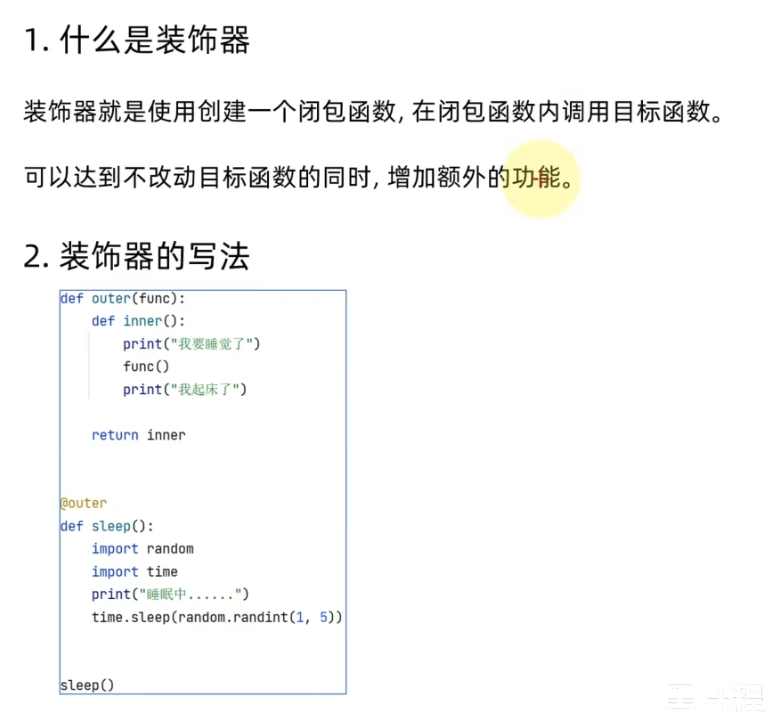 1. 什么是装饰器
装饰器就是使用创建一个闭包函数, 在闭包函数内调用目标函数。
可以达到不改动目标函数的同时, 增加额外的功能。
2. 装饰器的写法
def outer(func):
    def inner():
        print("我要睡觉了")
        func()
        print("我起床了")
    return inner
@outer
def sleep():
    import random
    import time
    print("睡眠中......")
    time.sleep(random.randint(1, 5))
sleep()